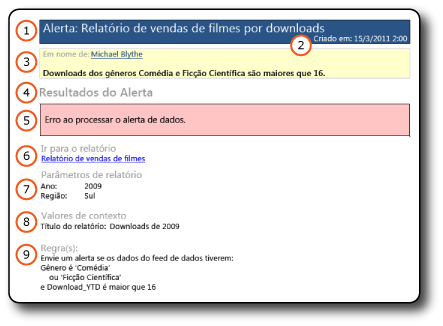 1 Alerta: Relatório de vendas de filmes por downloads
2 Criado em: 15/3/2011 2:00
3 Em nome de: Michael Blythe
Downloads dos gêneros Comédia e Ficção Científica são maiores que 16.
4 Resultados do Alerta
5 Erro ao processar o alerta de dados.
6 Ir para o relatório
Relatório de vendas de filmes
Parâmetros de relatório
7 Ano: 2009
Região: Sul
8 Valores de contexto
Título do relatório: Downloads de 2009
9 Regra(s):
Envie um alerta se os dados do feed de dados tiverem:
Gênero é 'Comédia'
ou 'Ficção Científica'
e Download_YTD é maior que 16